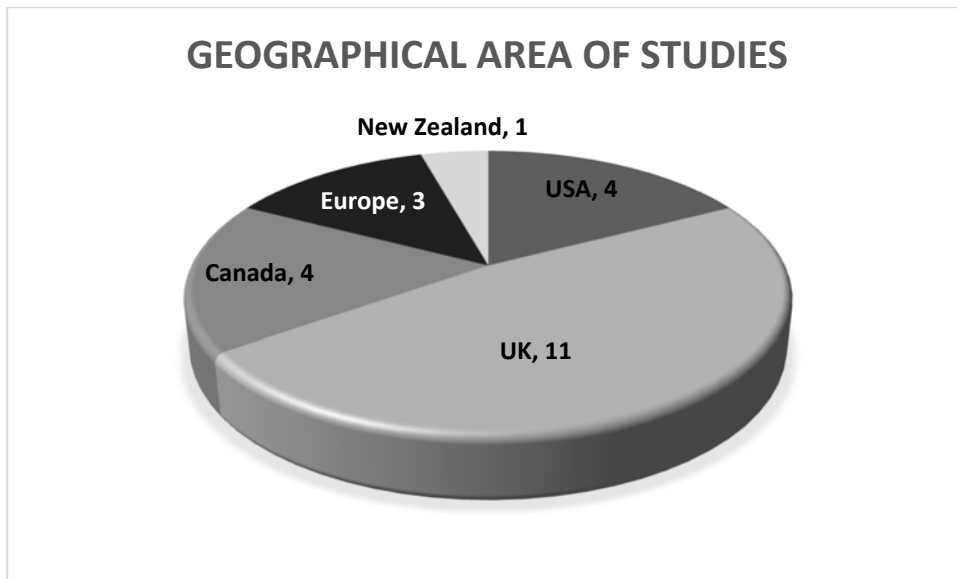 GEOGRAPHICAL AREA OF STUDIES
New Zealand, 1
USA, 4
Europe, 3
Canada, 4
UK, 11